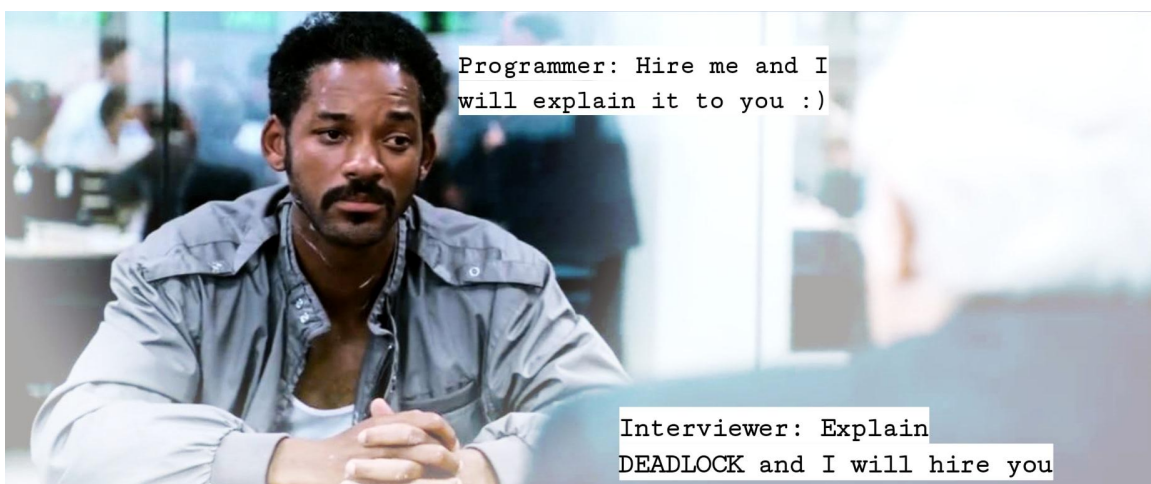 Programmer: Hire me and I
will explain it to you :)
Interviewer: Explain
DEADLOCK and I will hire you